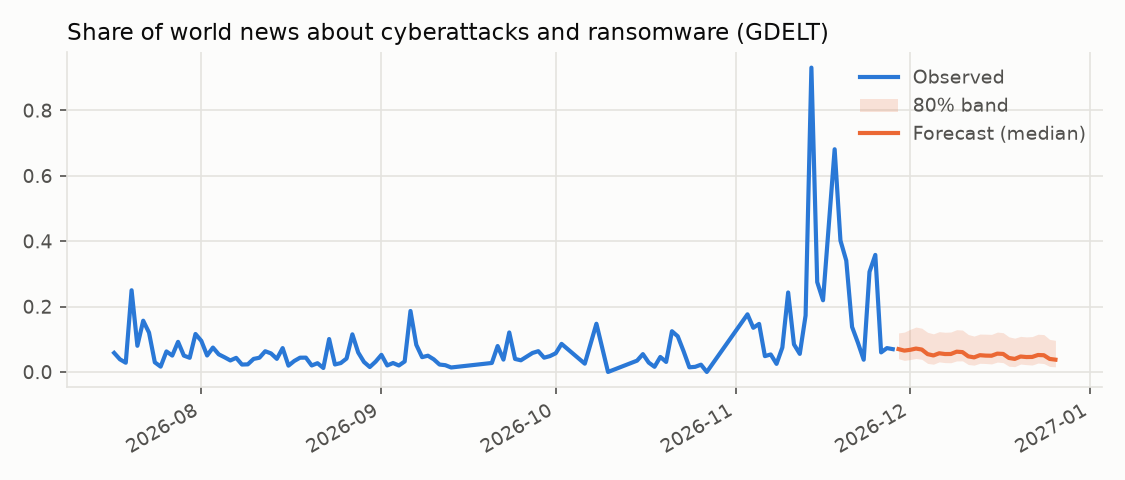 Share of world news about cyberattacks and ransomware (GDELT)
Observed
80% band
Forecast (median)
0.8
0.6
0.4
0.2
0.0
2026-08
2026-09
2026-10
2026-11
2026-12
2027-01